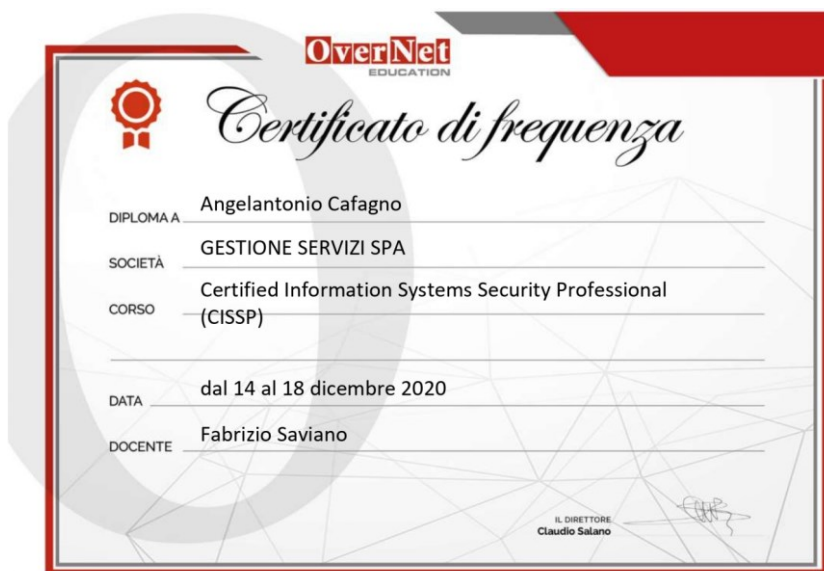 OverNet
EDUCATION
Certificato di frequenza
DIPLOMA A Angelantonio Cafagno
SOCIETÀ GESTIONE SERVIZI SPA
CORSO Certified Information Systems Security Professional
(CISSP)
DATA dal 14 al 18 dicembre 2020
DOCENTE Fabrizio Saviano
IL DIRETTORE
Claudio Salano